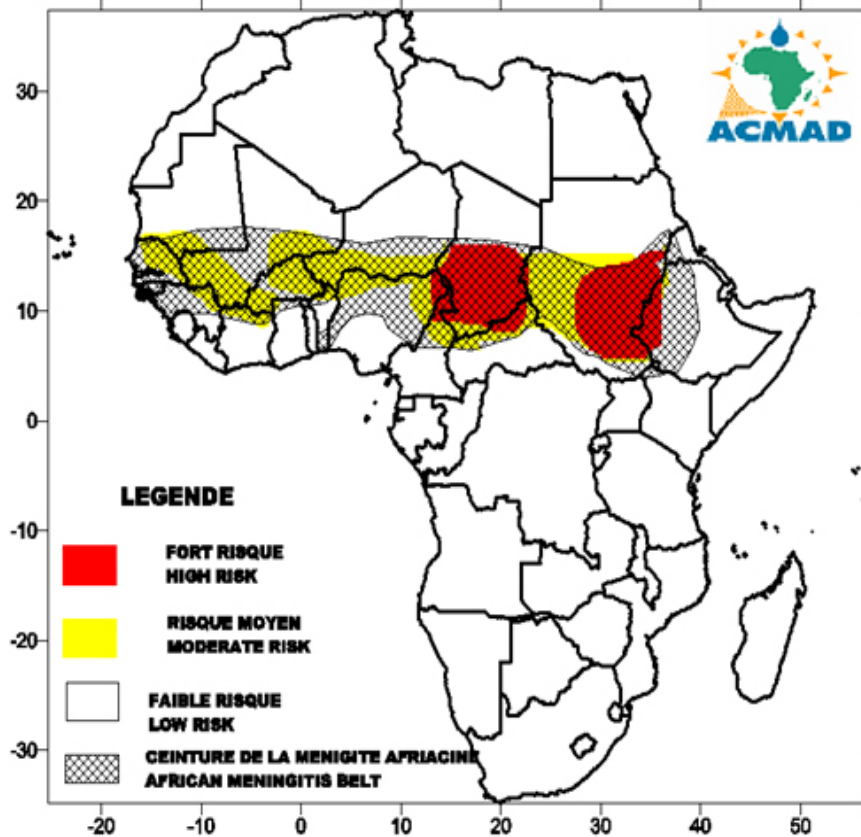 ACMAD
30
20
10
0
-10
-20
-30
LEGENDE
FORT RISQUE
HIGH RISK
RISQUE MOYEN
MODERATE RISK
FAIBLE RISQUE
LOW RISK
CEINTURE DE LA MENIGITE AFRIACINE
AFRICAN MENINGITIS BELT
-20 -10 0 10 20 30 40 50